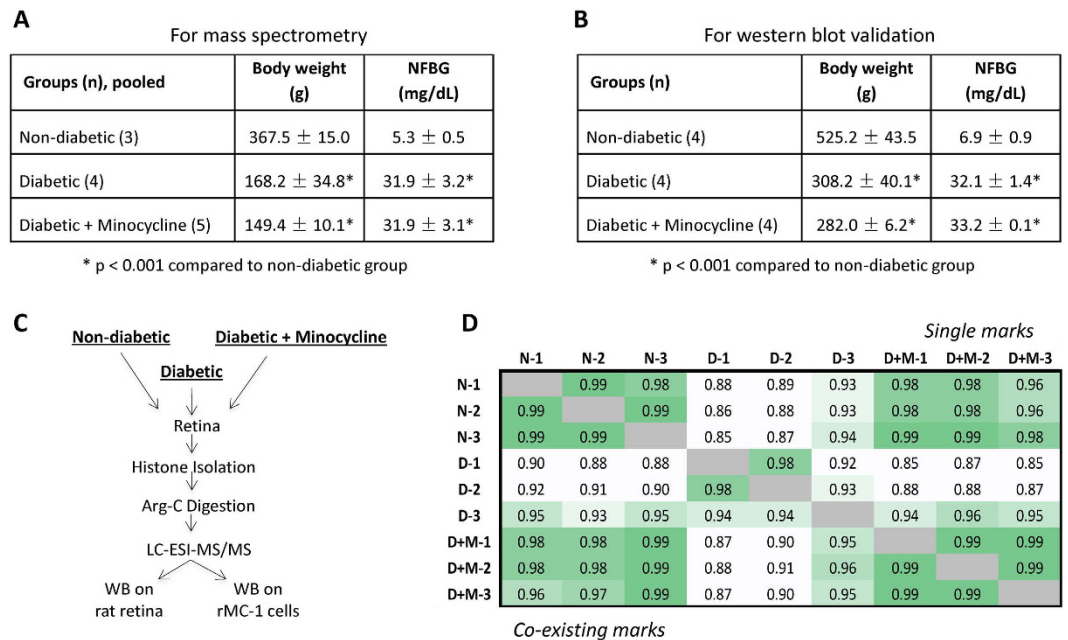 A
For mass spectrometry
Groups (n), pooled Body weight (g) NFBG (mg/dL)
Non-diabetic (3) 367.5 ± 15.0 5.3 ± 0.5
Diabetic (4) 168.2 ± 34.8* 31.9 ± 3.2*
Diabetic + Minocycline (5) 149.4 ± 10.1* 31.9 ± 3.1*
* p < 0.001 compared to non-diabetic group
B
For western blot validation
Groups (n) Body weight (g) NFBG (mg/dL)
Non-diabetic (4) 525.2 ± 43.5 6.9 ± 0.9
Diabetic (4) 308.2 ± 40.1* 32.1 ± 1.4*
Diabetic + Minocycline (4) 282.0 ± 6.2* 33.2 ± 0.1*
* p < 0.001 compared to non-diabetic group
C
Non-diabetic Diabetic + Minocycline
Diabetic
Retina
Histone Isolation
Arg-C Digestion
LC-ESI-MS/MS
WB on rat retina
WB on rMC-1 cells
D
Single marks
N-1 N-2 N-3 D-1 D-2 D-3 D+M-1 D+M-2 D+M-3
N-1 0.99 0.98 0.88 0.89 0.93 0.98 0.98 0.96
N-2 0.99 0.99 0.86 0.88 0.93 0.98 0.98 0.96
N-3 0.99 0.99 0.85 0.87 0.94 0.99 0.99 0.98
D-1 0.90 0.88 0.88 0.98 0.92 0.85 0.87 0.85
D-2 0.92 0.91 0.90 0.98 0.93 0.88 0.88 0.87
D-3 0.95 0.93 0.95 0.94 0.94 0.94 0.96 0.95
D+M-1 0.98 0.98 0.99 0.87 0.90 0.95 0.99 0.99
D+M-2 0.98 0.98 0.99 0.88 0.91 0.96 0.99 0.99
D+M-3 0.96 0.97 0.99 0.87 0.90 0.95 0.99 0.99
Co-existing marks